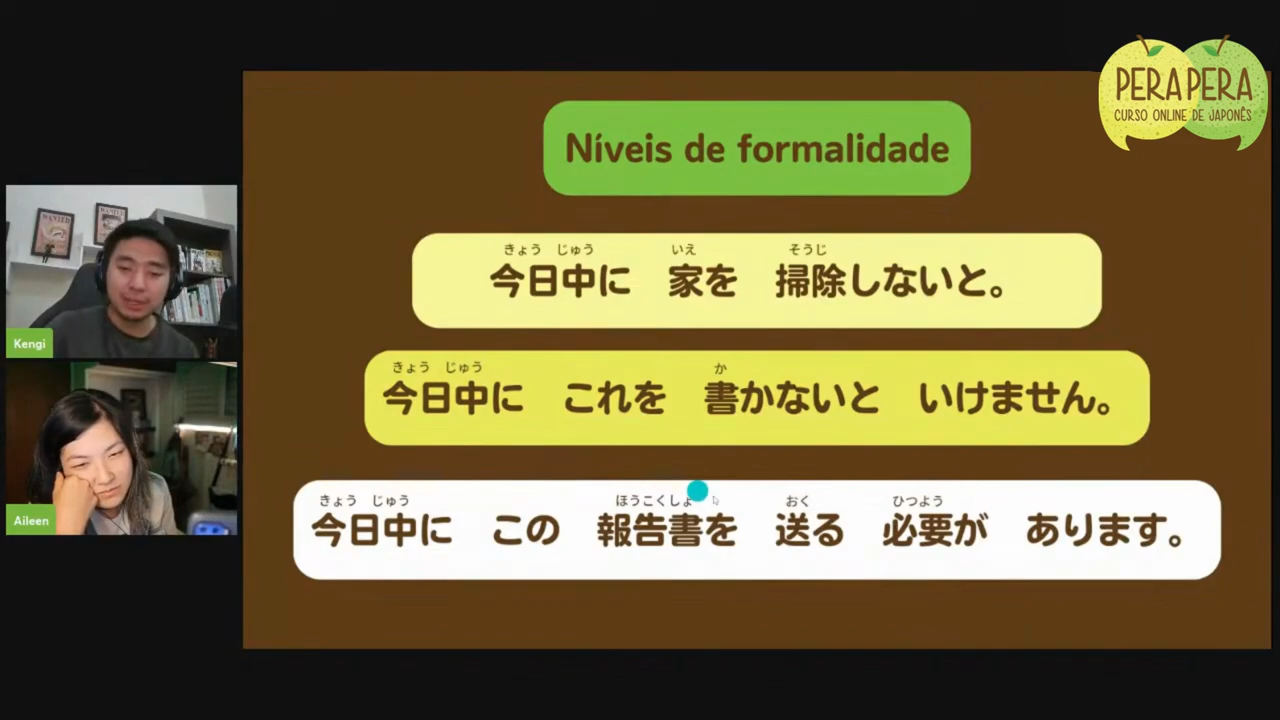 PERA PERA
CURSO ONLINE DE JAPONÊS
Níveis de formalidade
きょう じゅう いえ そうじ
今日中に 家を 掃除しないと。
きょう じゅう か
今日中に これを 書かないと いけません。
きょう じゅう ほうこくしょ おく ひつよう
今日中に この 報告書を 送る 必要が あります。
WANTED
WANTED
Kengi
Aileen